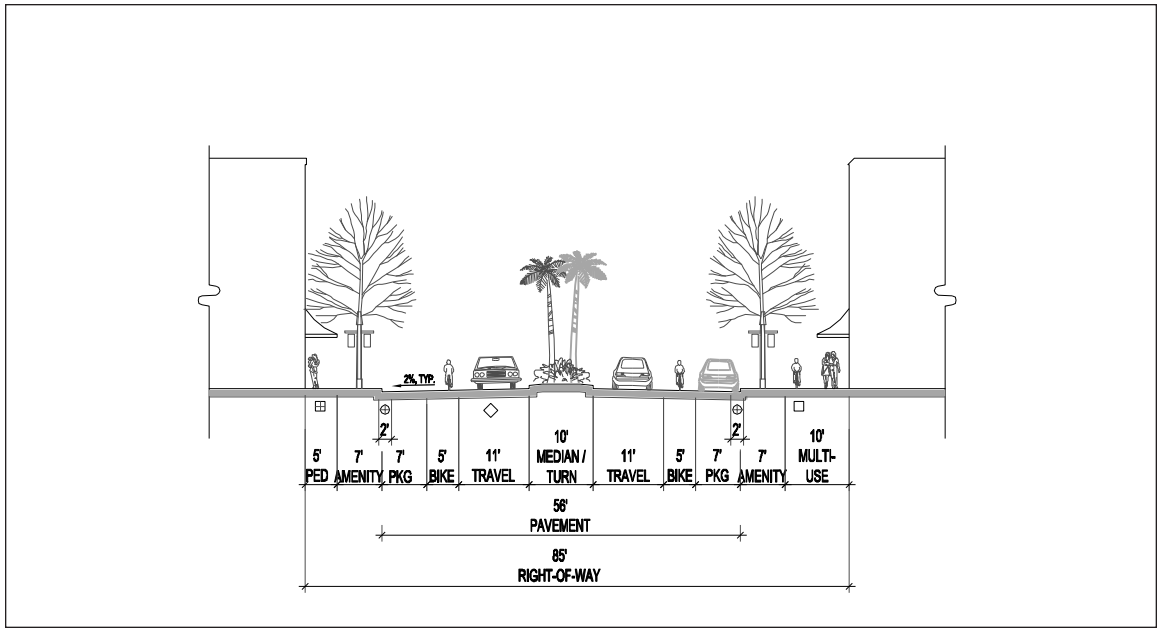 2%, TYP.
2'
2'
5'
PED
7'
AMENITY
7'
PKG
5'
BIKE
11'
TRAVEL
10'
MEDIAN /
TURN
11'
TRAVEL
5'
BIKE
7'
PKG
7'
AMENITY
10'
MULTI-
USE
56'
PAVEMENT
85'
RIGHT-OF-WAY